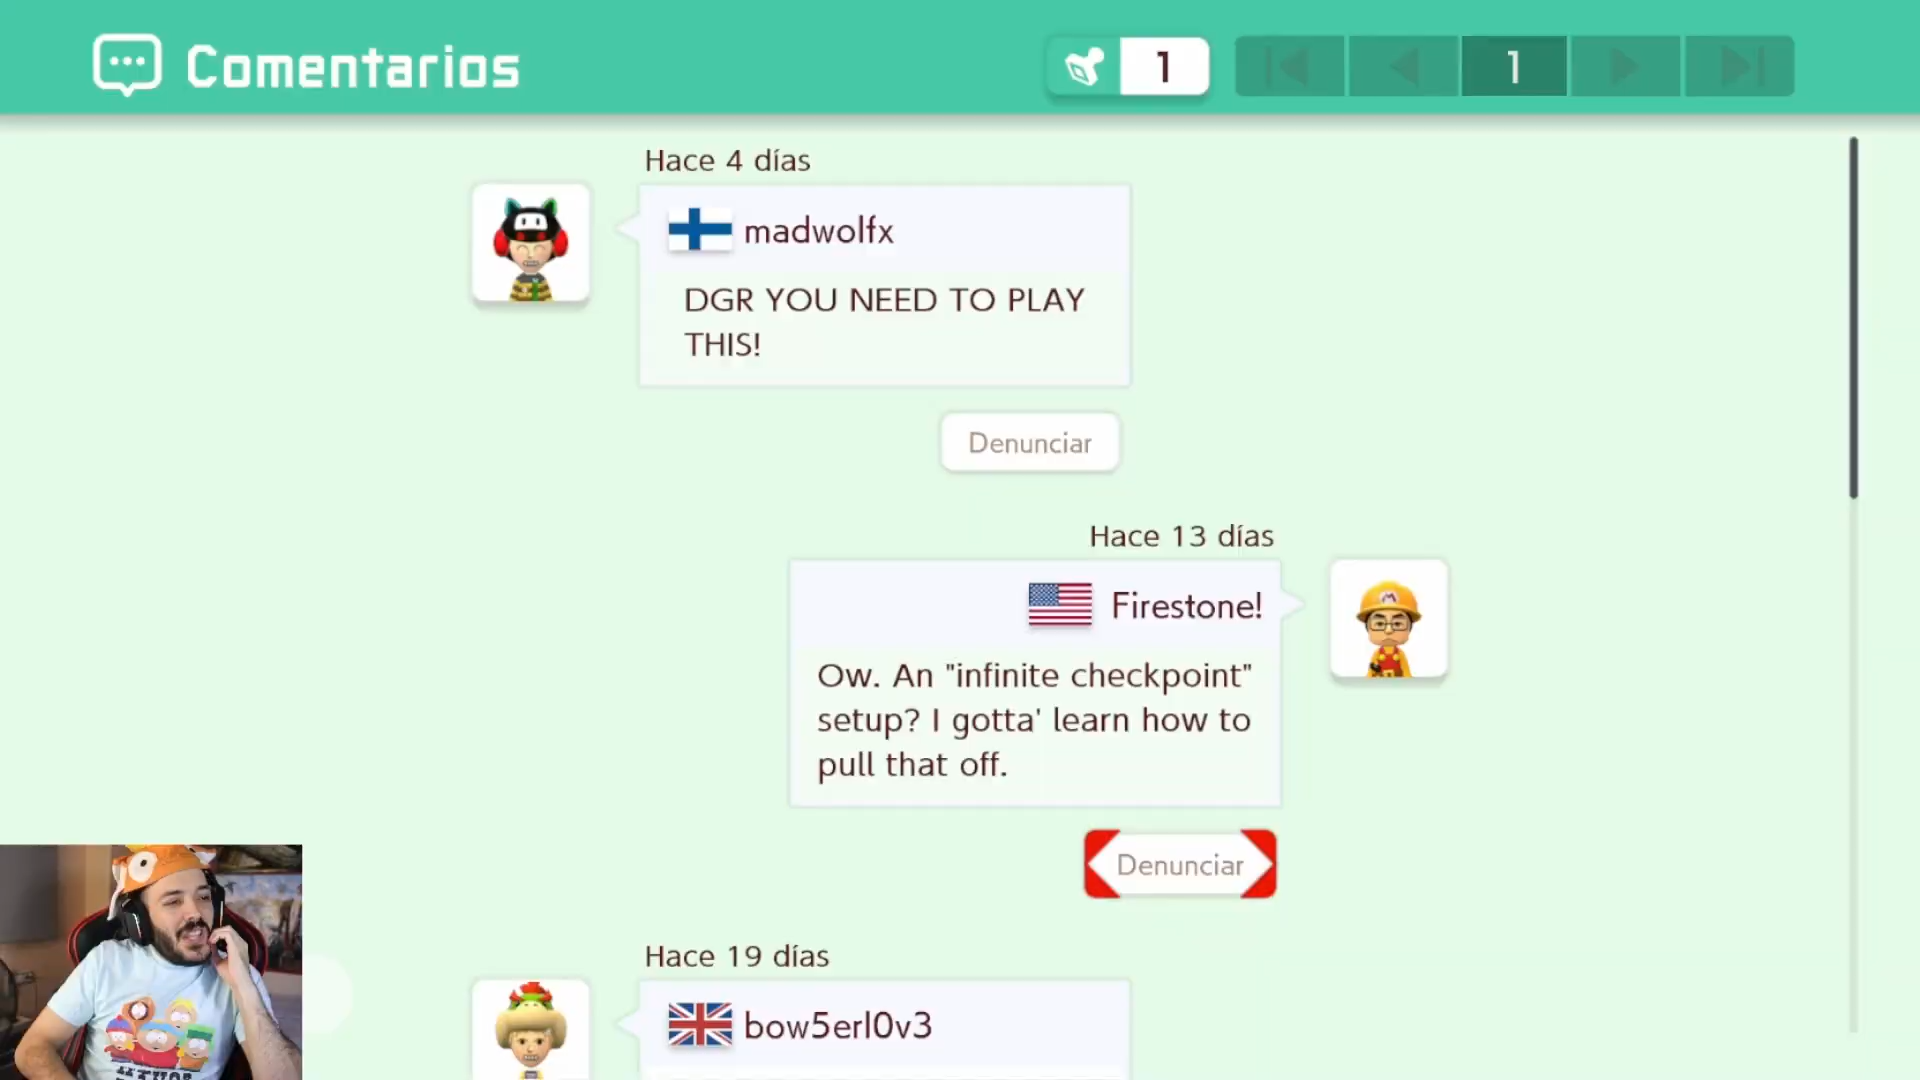 Comentarios
1
1
Hace 4 días
madwolfx
DGR YOU NEED TO PLAY
THIS!
Denunciar
Hace 13 días
Firestone!
Ow. An "infinite checkpoint"
setup? I gotta' learn how to
pull that off.
Denunciar
Hace 19 días
bow5erl0v3